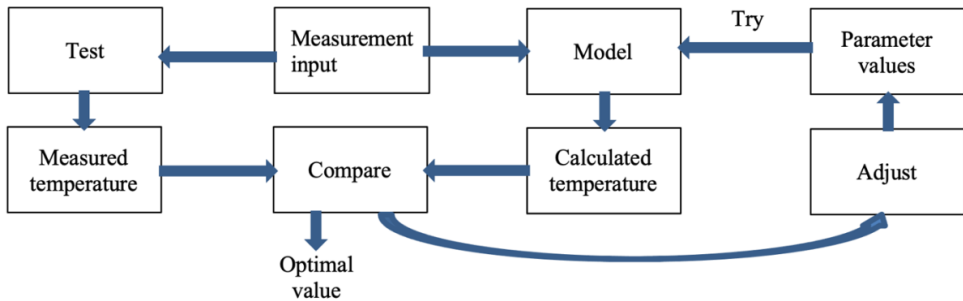 Test
Measurement
input
Model
Try
Parameter
values
Measured
temperature
Compare
Calculated
temperature
Adjust
Optimal
value